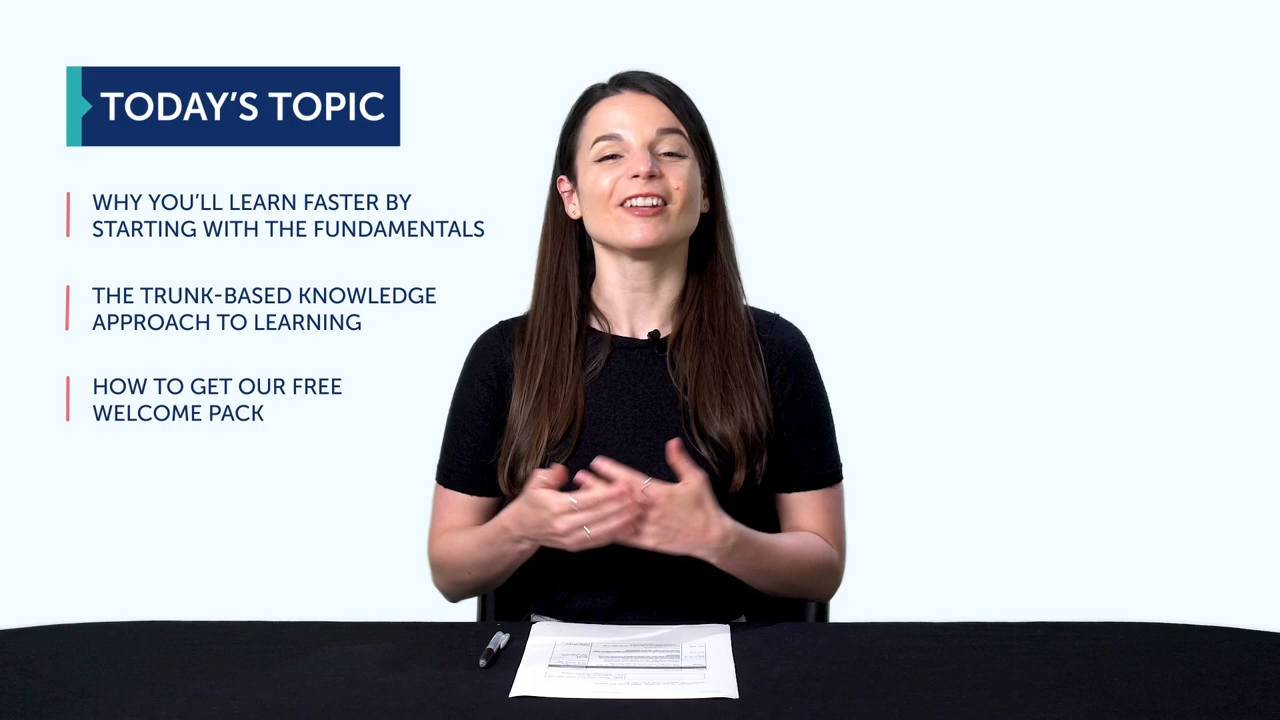 TODAY'S TOPIC
WHY YOU'LL LEARN FASTER BY
STARTING WITH THE FUNDAMENTALS
THE TRUNK-BASED KNOWLEDGE
APPROACH TO LEARNING
HOW TO GET OUR FREE
WELCOME PACK